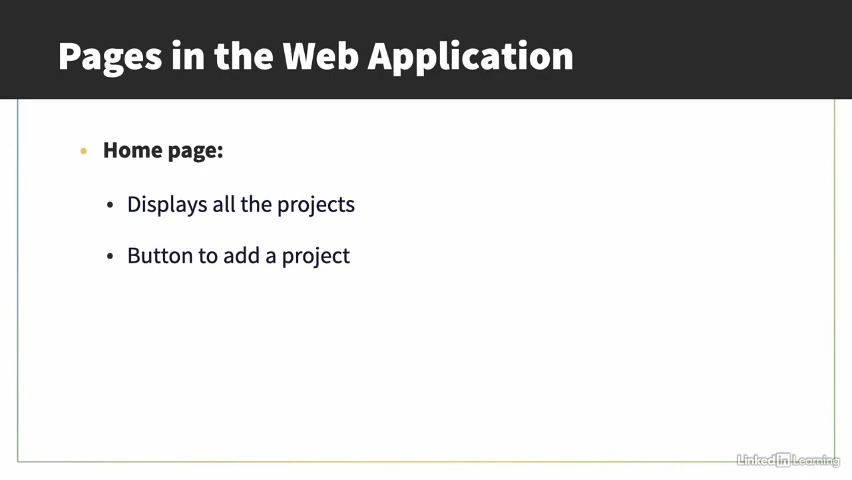 Pages in the Web Application
• Home page:
• Displays all the projects
• Button to add a project
LinkedIn Learning